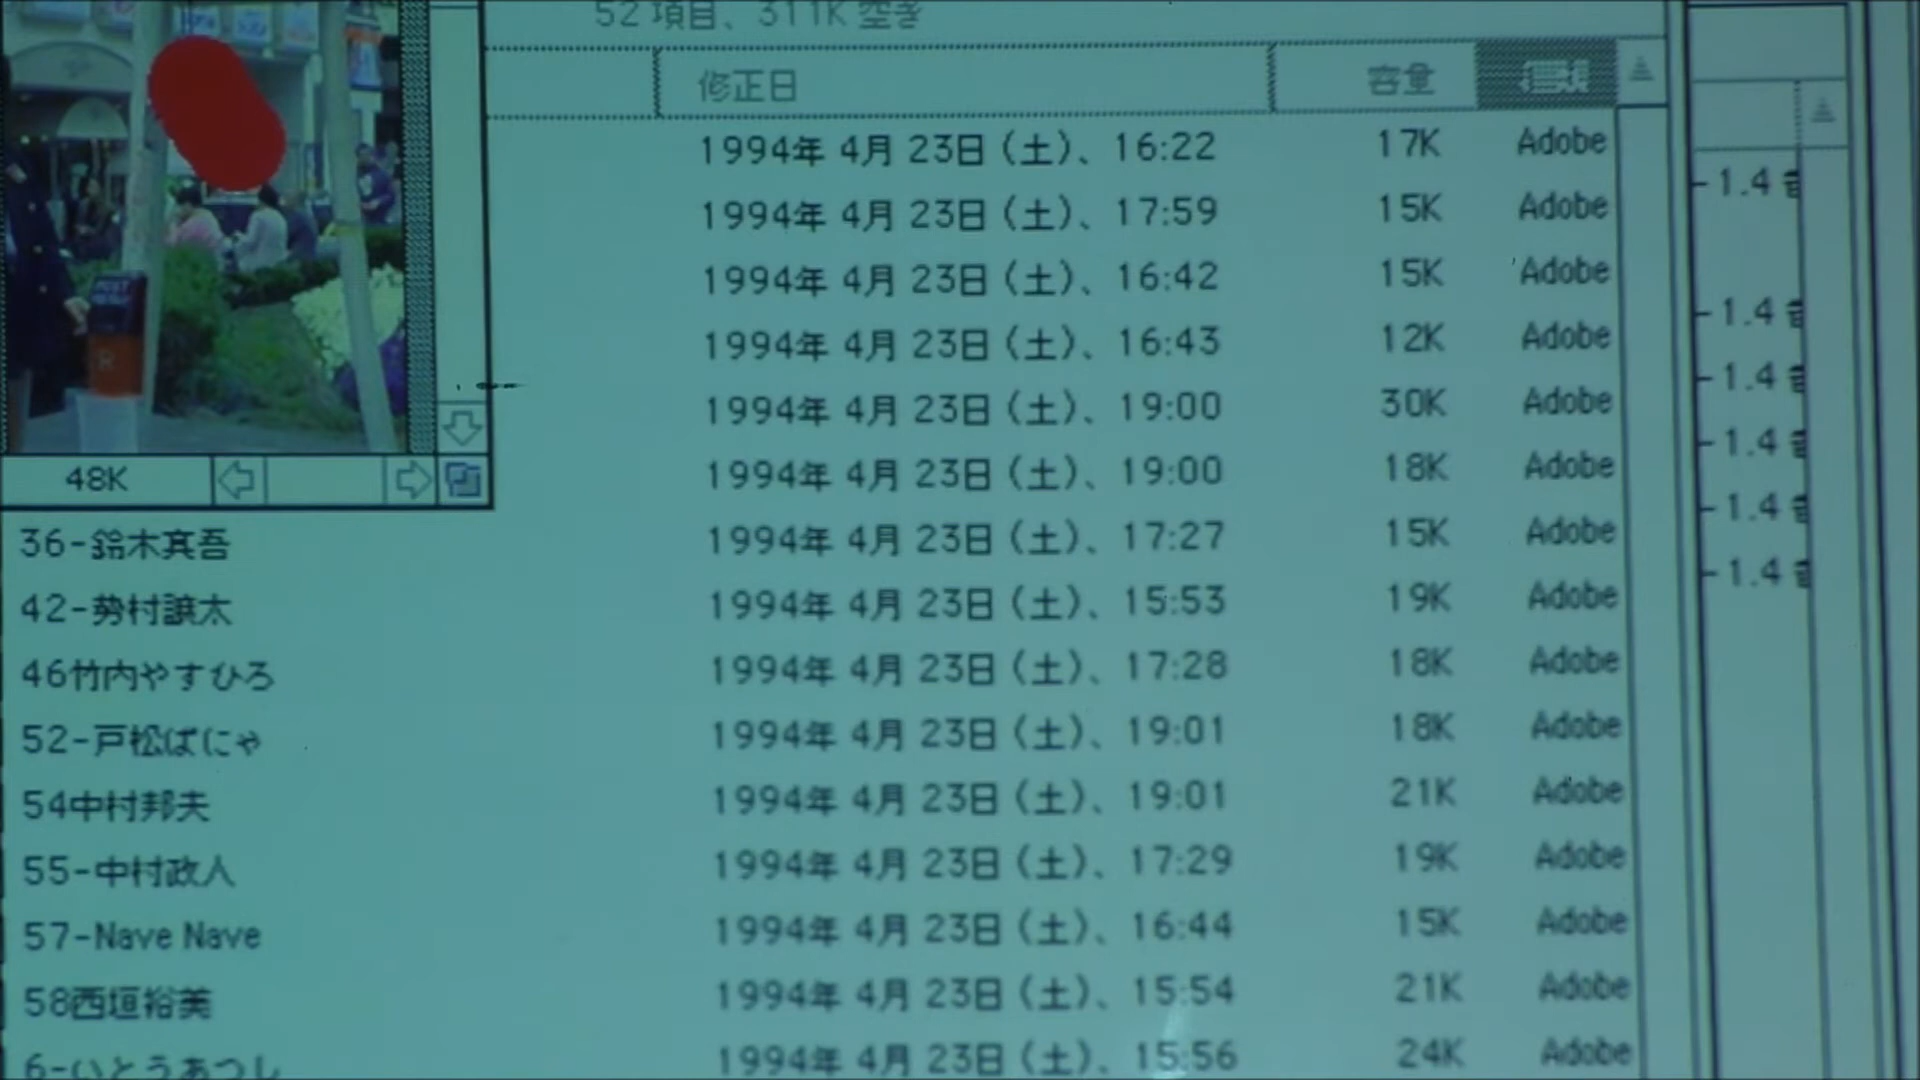 52 項目、311K 空き
修正日 容量 種類
1994年 4月 23日 (土)、 16:22 17K Adobe
1994年 4月 23日 (土)、 17:59 15K Adobe
1994年 4月 23日 (土)、 16:42 15K Adobe
1994年 4月 23日 (土)、 16:43 12K Adobe
1994年 4月 23日 (土)、 19:00 30K Adobe
48K 1994年 4月 23日 (土)、 19:00 18K Adobe
36-鈴木真吾 1994年 4月 23日 (土)、 17:27 15K Adobe
42-勢村譲太 1994年 4月 23日 (土)、 15:53 19K Adobe
46竹内やすひろ 1994年 4月 23日 (土)、 17:28 18K Adobe
52-戸松ばにゃ 1994年 4月 23日 (土)、 19:01 18K Adobe
54中村邦夫 1994年 4月 23日 (土)、 19:01 21K Adobe
55-中村政人 1994年 4月 23日 (土)、 17:29 19K Adobe
57-Nave Nave 1994年 4月 23日 (土)、 16:44 15K Adobe
58西垣裕美 1994年 4月 23日 (土)、 15:54 21K Adobe
6-いとうあつし 1994年 4月 23日 (土)、 15:56 24K Adobe
1.4
1.4
1.4
1.4
1.4
1.4